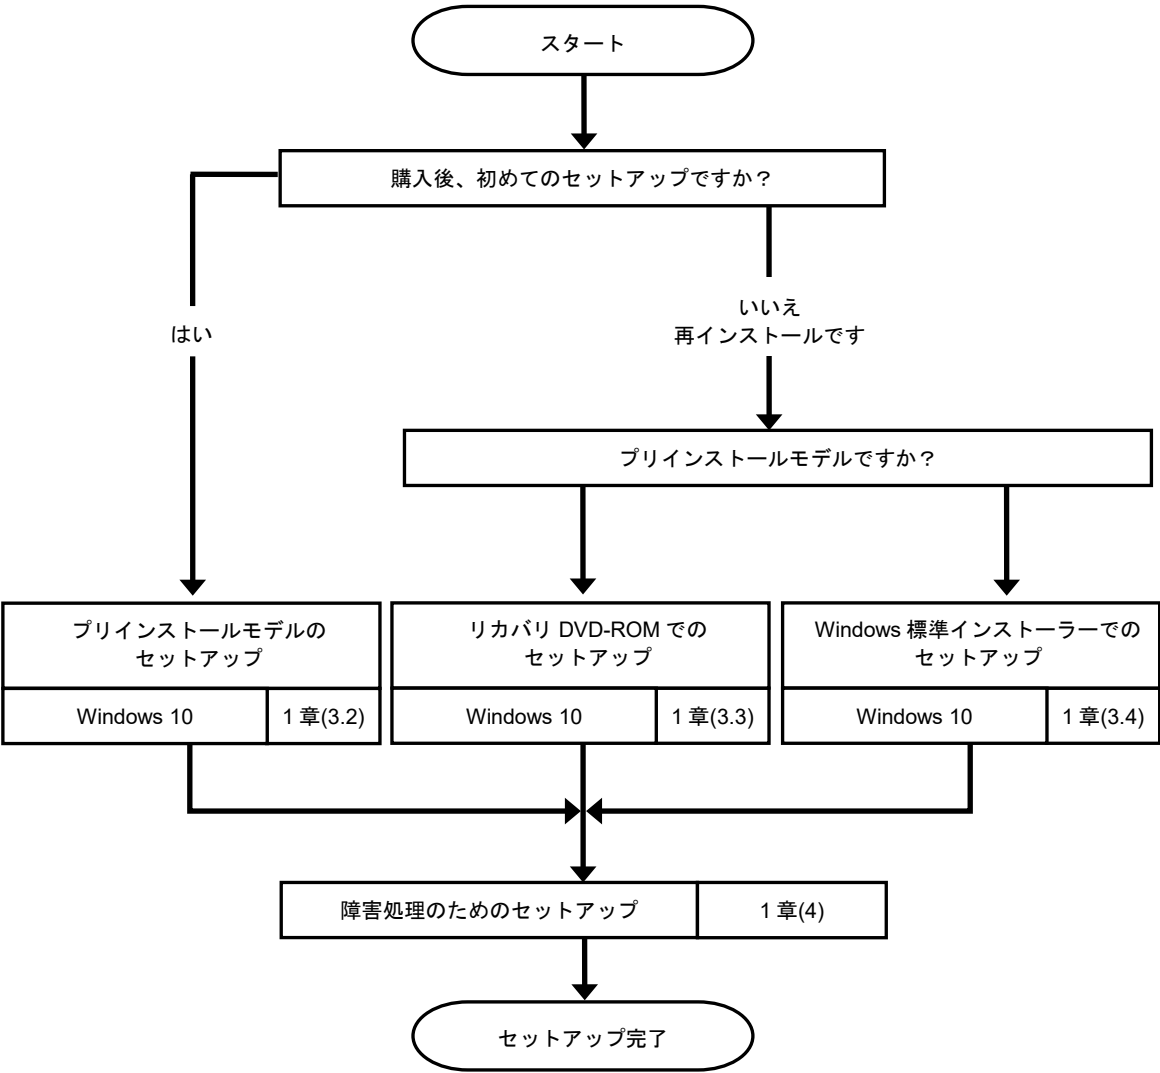 スタート
購入後、初めてのセットアップですか？
はい
いいえ
再インストールです
プリインストールモデルですか？
プリインストールモデルの
セットアップ
Windows 10
1 章(3.2)
リカバリ DVD-ROM での
セットアップ
Windows 10
1 章(3.3)
Windows 標準インストーラーでの
セットアップ
Windows 10
1 章(3.4)
障害処理のためのセットアップ
1 章(4)
セットアップ完了